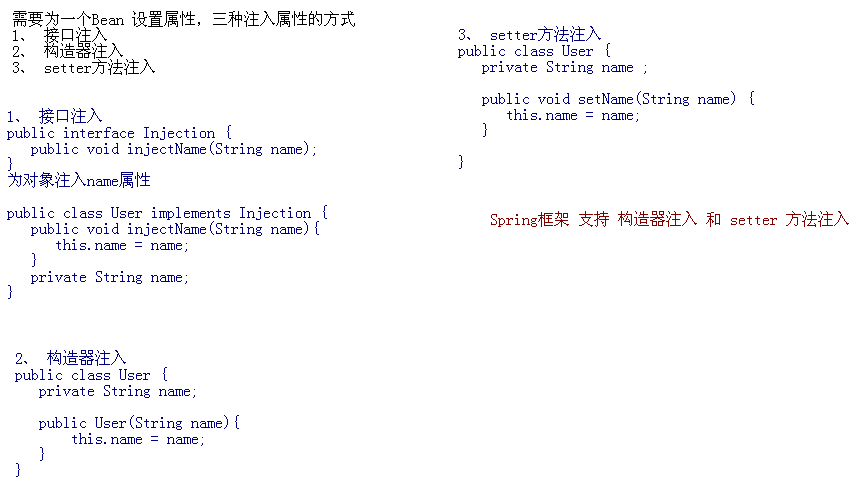 需要为一个Bean 设置属性，三种注入属性的方式
1、 接口注入
2、 构造器注入
3、 setter方法注入
1、 接口注入
public interface Injection {
public void injectName(String name);
}
为对象注入name属性
public class User implements Injection {
public void injectName(String name){
this.name = name;
}
private String name;
}
2、 构造器注入
public class User {
private String name;
public User(String name){
this.name = name;
}
}
3、 setter方法注入
public class User {
private String name ;
public void setName(String name) {
this.name = name;
}
}
Spring框架 支持 构造器注入 和 setter 方法注入